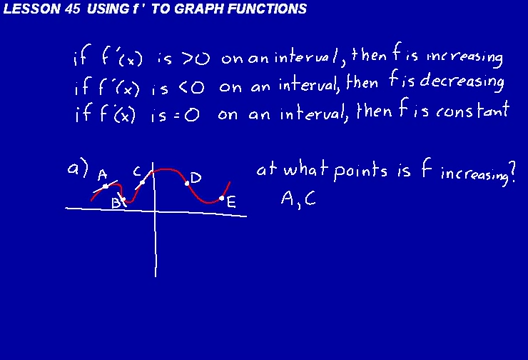 LESSON 45 USING f' TO GRAPH FUNCTIONS
if f'(x) is >0 on an interval, then f is increasing
if f'(x) is <0 on an interval, then f is decreasing
if f'(x) is =0 on an interval, then f is constant
a) at what points is f increasing?
A, C
A
B
C
D
E